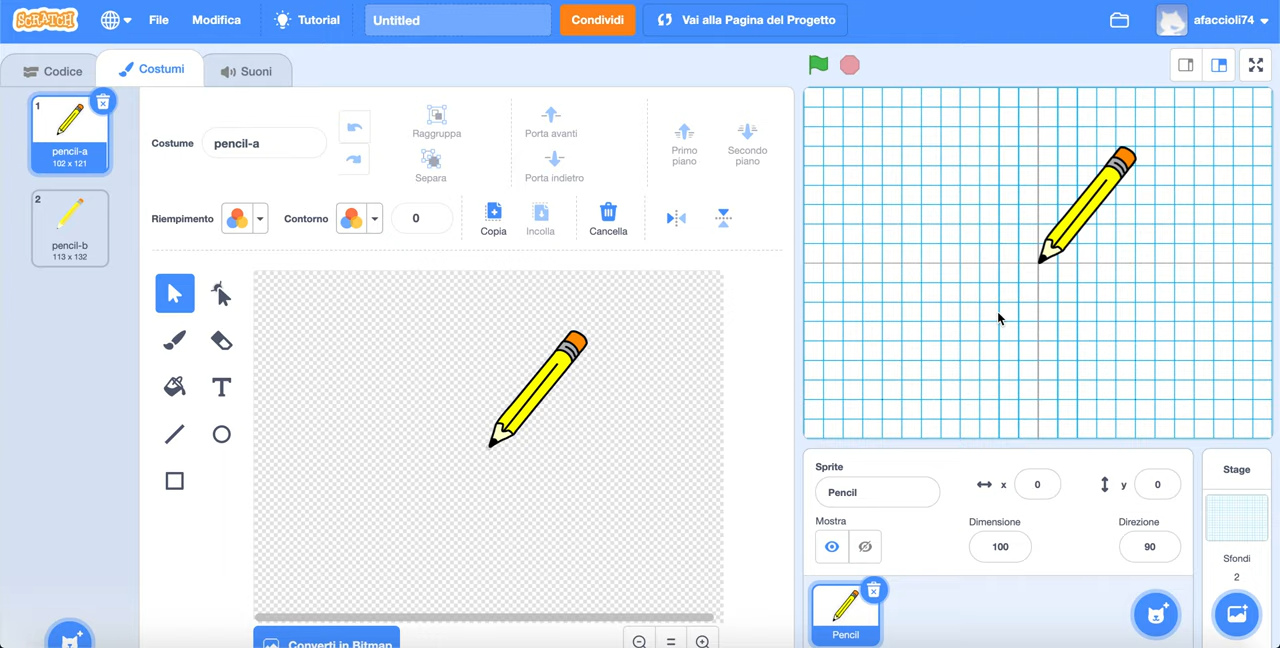 SCRATCH File Modifica Tutorial Untitled Condividi Vai alla Pagina del Progetto afaccioli74
Codice Costumi Suoni
1
pencil-a
102 x 121
2
pencil-b
113 x 132
Costume pencil-a
Raggruppa
Separa
Porta avanti
Porta indietro
Primo
piano
Secondo
piano
Riempimento Contorno 0
Copia Incolla Cancella
Converti in Bitmap
Sprite
Pencil
x 0 y 0
Mostra
Dimensione
100
Direzione
90
Pencil
Stage
Sfondi
2